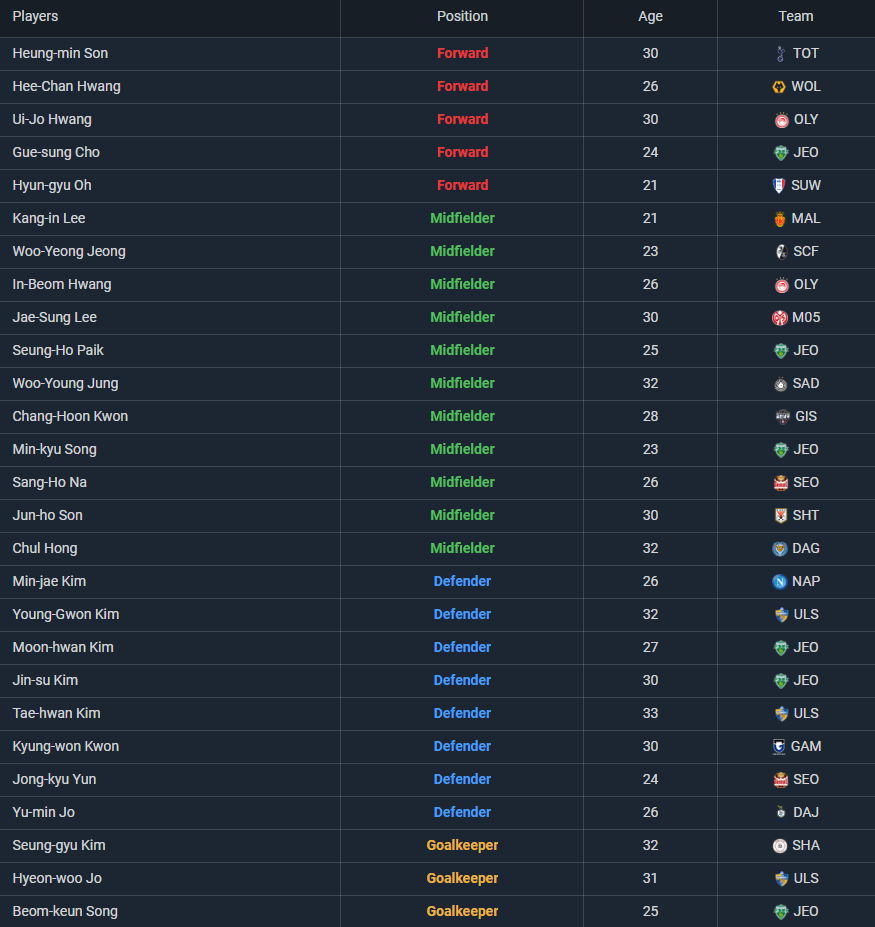 Players Position Age Team
Heung-min Son Forward 30 TOT
Hee-Chan Hwang Forward 26 WOL
Ui-Jo Hwang Forward 30 OLY
Gue-sung Cho Forward 24 JEO
Hyun-gyu Oh Forward 21 SUW
Kang-in Lee Midfielder 21 MAL
Woo-Yeong Jeong Midfielder 23 SCF
In-Beom Hwang Midfielder 26 OLY
Jae-Sung Lee Midfielder 30 M05
Seung-Ho Paik Midfielder 25 JEO
Woo-Young Jung Midfielder 32 SAD
Chang-Hoon Kwon Midfielder 28 GIS
Min-kyu Song Midfielder 23 JEO
Sang-Ho Na Midfielder 26 SEO
Jun-ho Son Midfielder 30 SHT
Chul Hong Midfielder 32 DAG
Min-jae Kim Defender 26 NAP
Young-Gwon Kim Defender 32 ULS
Moon-hwan Kim Defender 27 JEO
Jin-su Kim Defender 30 JEO
Tae-hwan Kim Defender 33 ULS
Kyung-won Kwon Defender 30 GAM
Jong-kyu Yun Defender 24 SEO
Yu-min Jo Defender 26 DAJ
Seung-gyu Kim Goalkeeper 32 SHA
Hyeon-woo Jo Goalkeeper 31 ULS
Beom-keun Song Goalkeeper 25 JEO